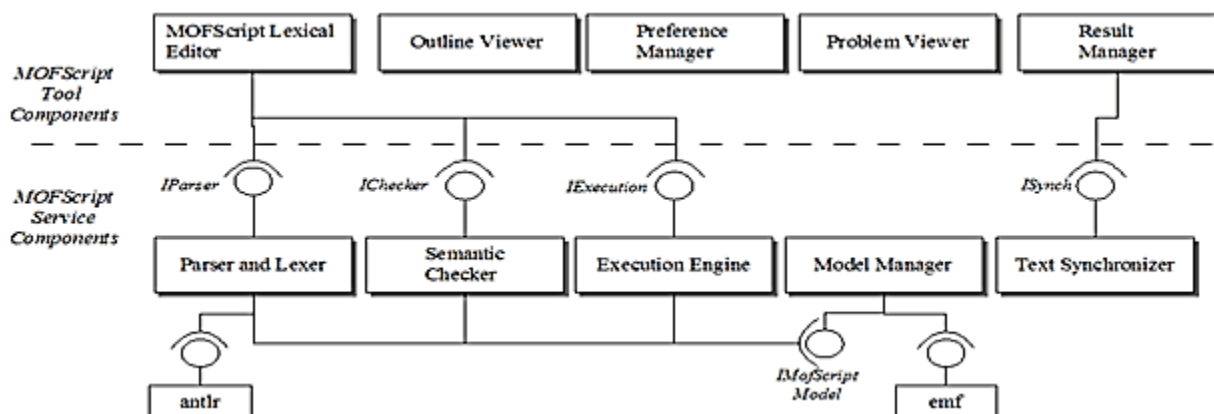 MOFScript Lexical
Editor
Outline Viewer
Preference
Manager
Problem Viewer
Result
Manager
MOFScript
Tool
Components
IParser
IChecker
IExecution
ISynch
MOFScript
Service
Components
Parser and Lexer
Semantic
Checker
Execution Engine
Model Manager
Text Synchronizer
IMofScript
Model
antlr
emf